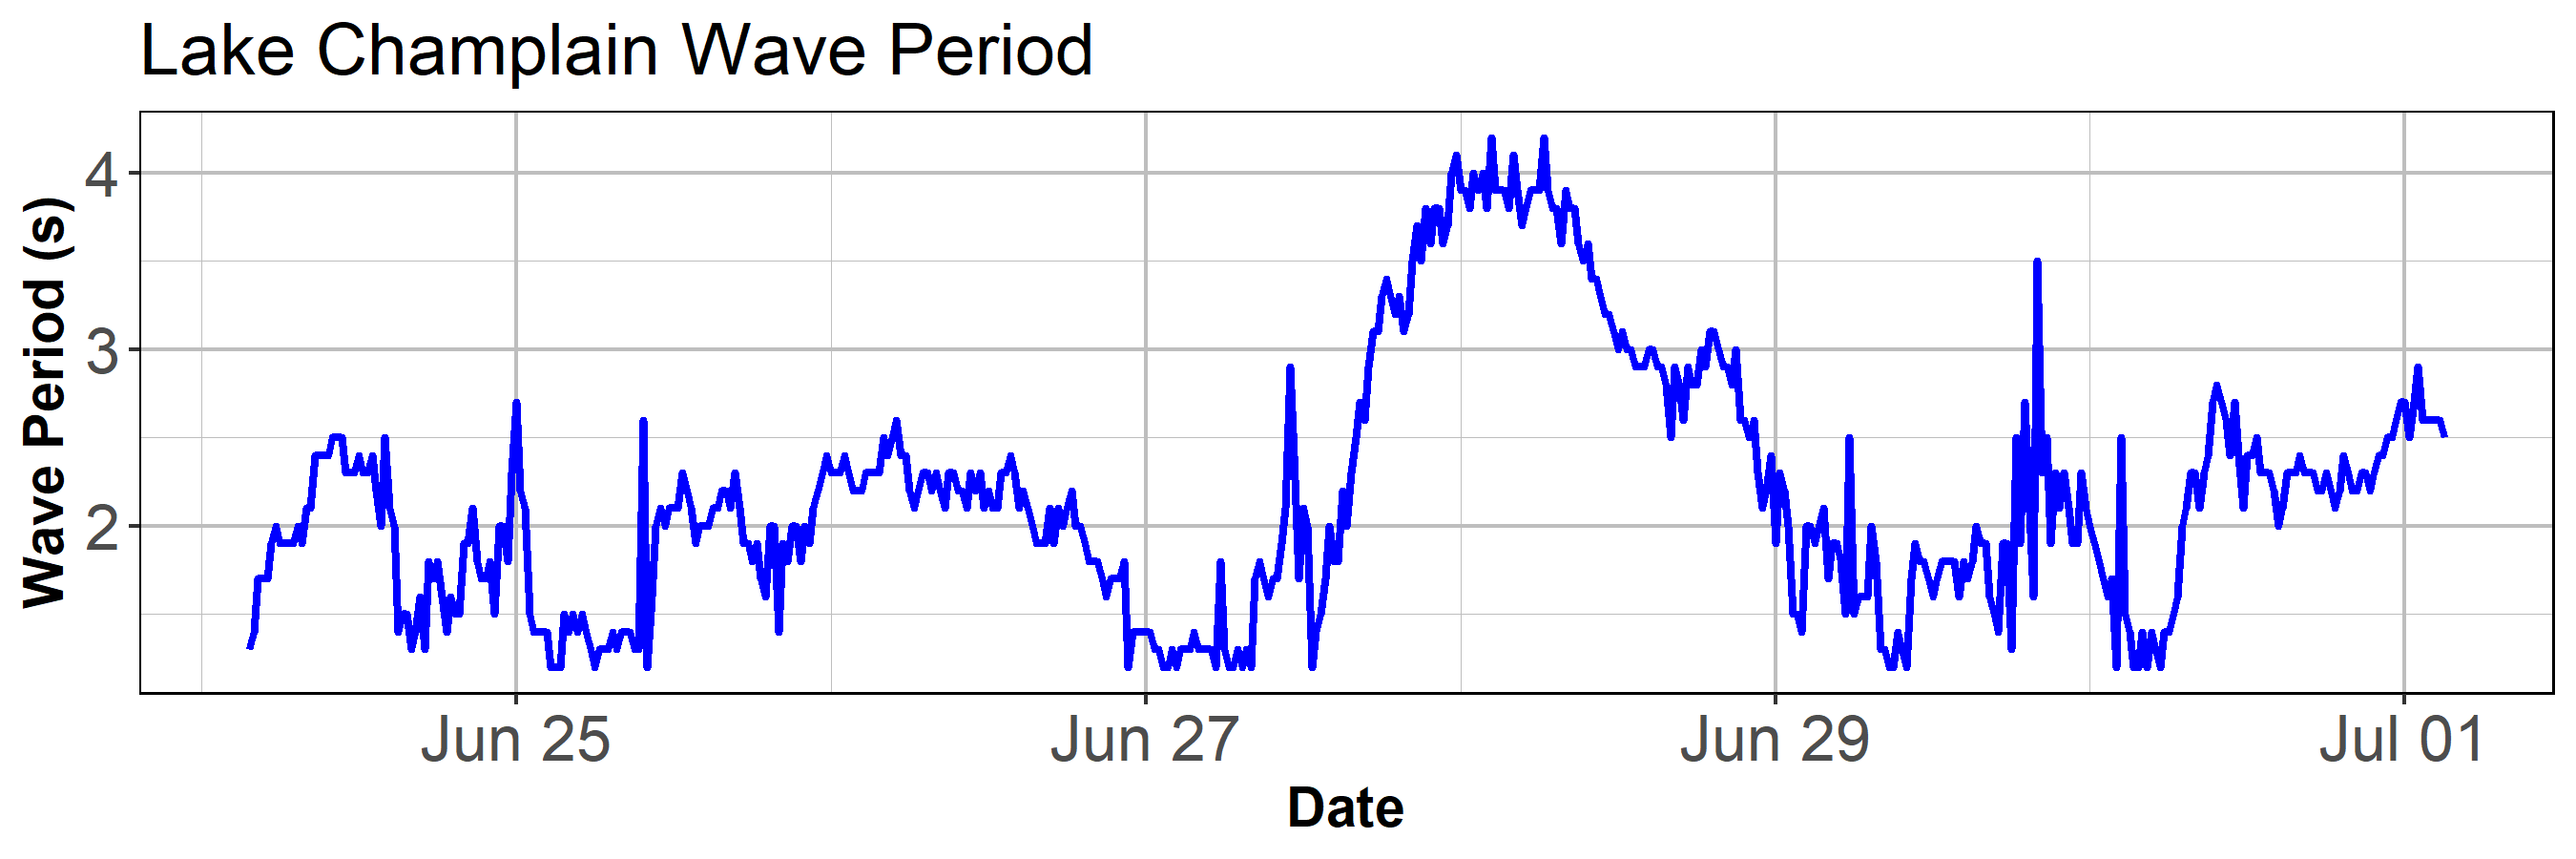 Lake Champlain Wave Period
Wave Period (s)
4
3
2
Jun 25
Jun 27
Jun 29
Jul 01
Date